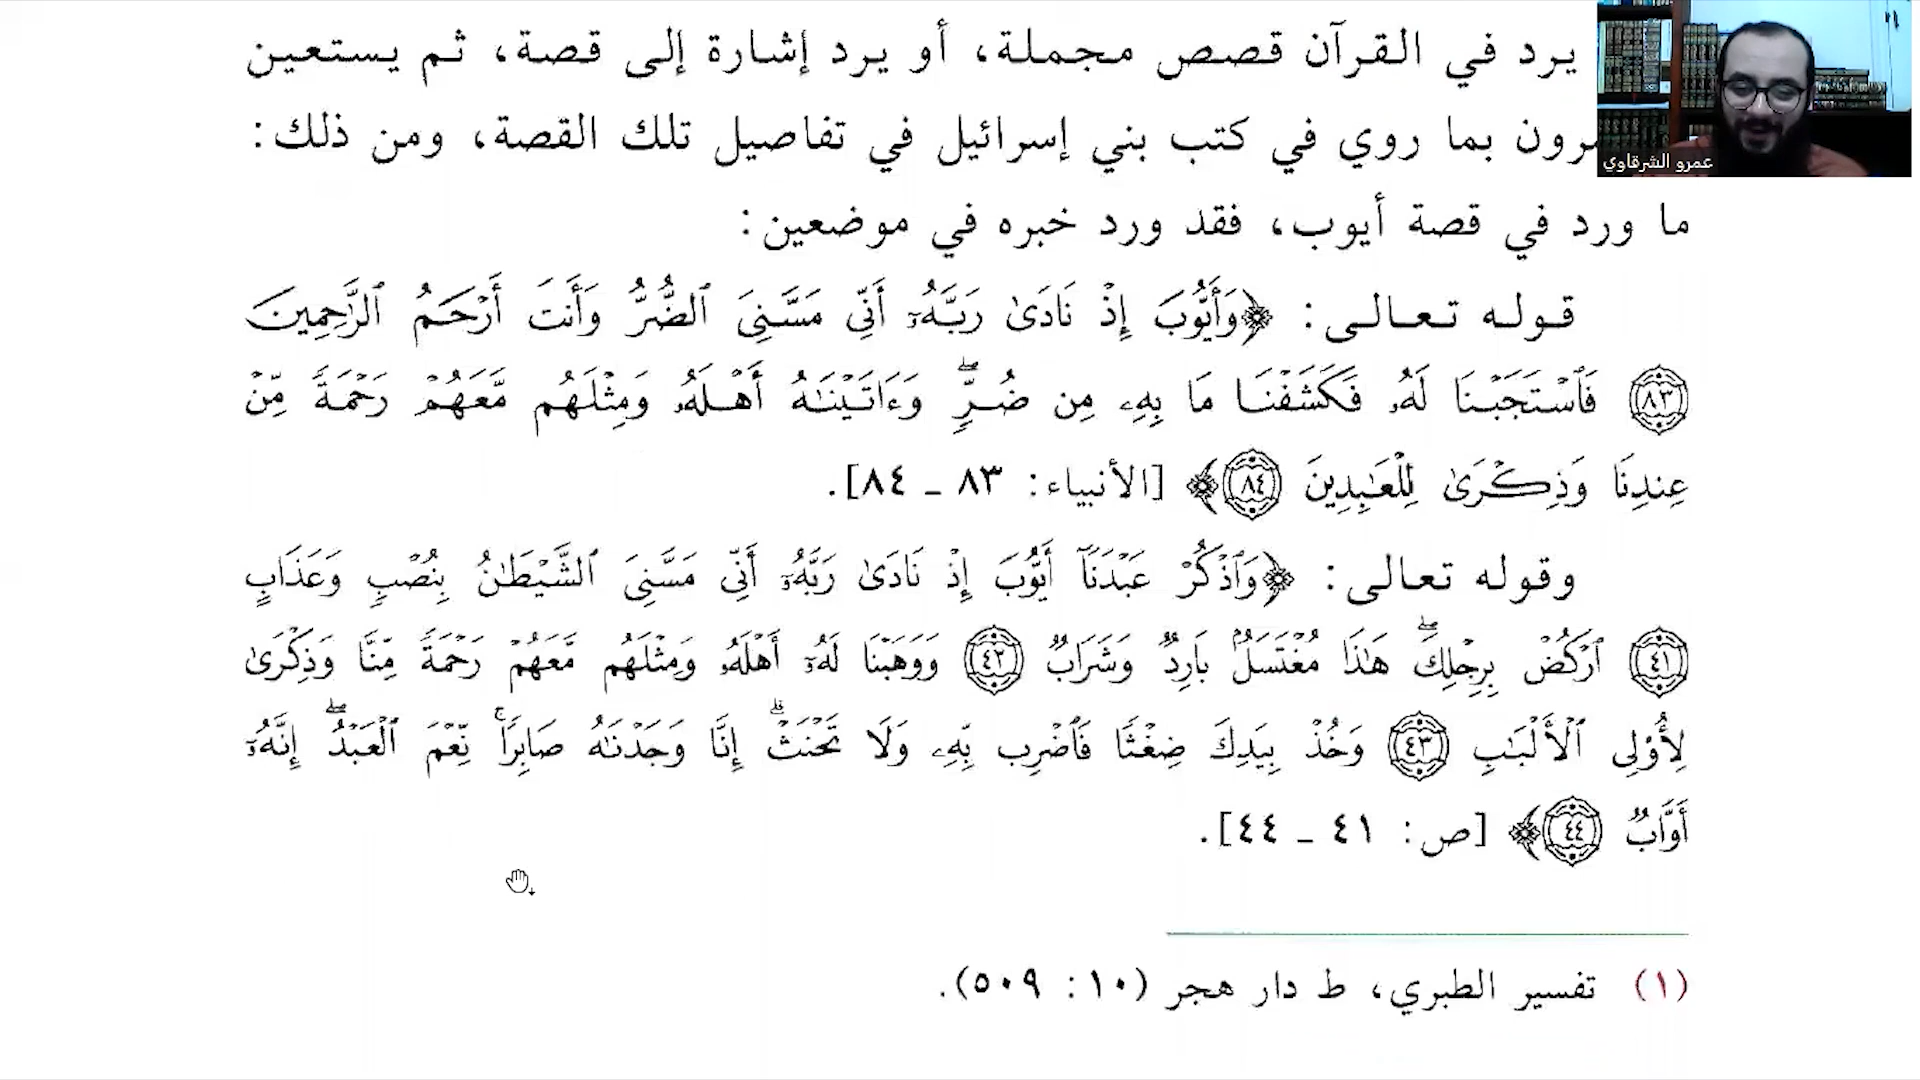 يرد في القرآن قصص مجملة، أو يرد إشارة إلى قصة، ثم يستعين
رون بما روي في كتب بني إسرائيل في تفاصيل تلك القصة، ومن ذلك:
عمرو الشرقاوي
ما ورد في قصة أيوب، فقد ورد خبره في موضعين:
قوله تعالى: ﴿وَأَيُّوبَ إِذْ نَادَىٰ رَبَّهُۥٓ أَنِّي مَسَّنِيَ ٱلضُّرُّ وَأَنتَ أَرْحَمُ ٱلرَّٰحِمِينَ
٨٣ فَٱسْتَجَبْنَا لَهُۥ فَكَشَفْنَا مَا بِهِۦ مِن ضُرٍّۖ وَءَاتَيْنَٰهُ أَهْلَهُۥ وَمِثْلَهُم مَّعَهُمْ رَحْمَةً مِّنْ
عِندِنَا وَذِكْرَىٰ لِلْعَٰبِدِينَ ٨٤﴾ [الأنبياء: ٨٣ - ٨٤].
وقوله تعالى: ﴿وَٱذْكُرْ عَبْدَنَآ أَيُّوبَ إِذْ نَادَىٰ رَبَّهُۥٓ أَنِّي مَسَّنِيَ ٱلشَّيْطَٰنُ بِنُصْبٍ وَعَذَابٍ
٤١ ٱرْكُضْ بِرِجْلِكَۖ هَٰذَا مُغْتَسَلٌۢ بَارِدٌ وَشَرَابٌ ٤٢ وَوَهَبْنَا لَهُۥٓ أَهْلَهُۥ وَمِثْلَهُم مَّعَهُمْ رَحْمَةً مِّنَّا وَذِكْرَىٰ
لِأُوْلِي ٱلْأَلْبَٰبِ ٤٣ وَخُذْ بِيَدِكَ ضِغْثًا فَٱضْرِب بِّهِۦ وَلَا تَحْنَثْۗ إِنَّا وَجَدْنَٰهُ صَابِرًاۚ نِّعْمَ ٱلْعَبْدُۖ إِنَّهُۥٓ
أَوَّابٌ ٤٤﴾ [ص: ٤١ - ٤٤].
(١) تفسير الطبري، ط دار هجر (١٠: ٥٠٩).